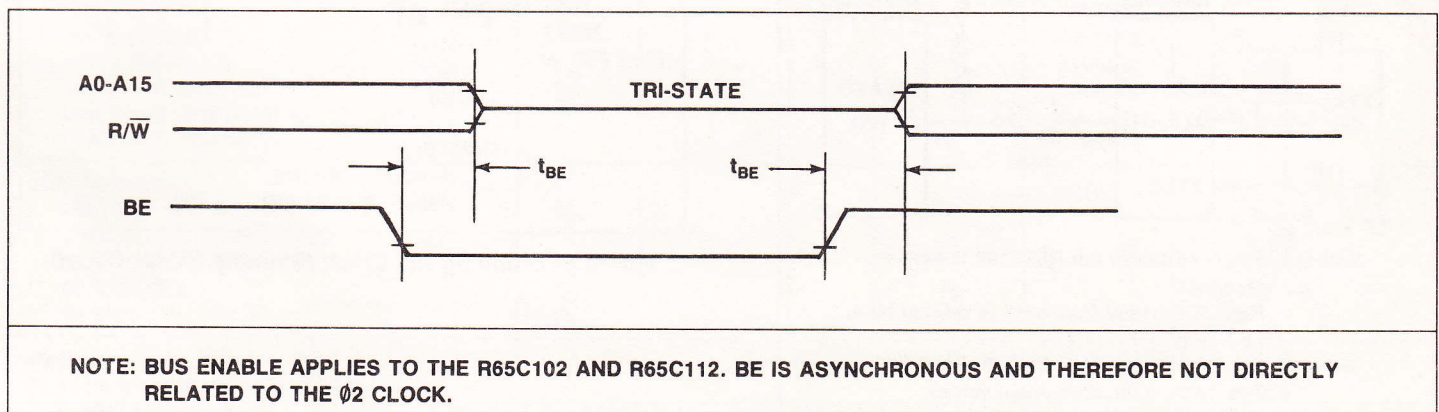 A0-A15
TRI-STATE
R/W̅
tBE
tBE
BE
NOTE: BUS ENABLE APPLIES TO THE R65C102 AND R65C112. BE IS ASYNCHRONOUS AND THEREFORE NOT DIRECTLY
RELATED TO THE Ø2 CLOCK.